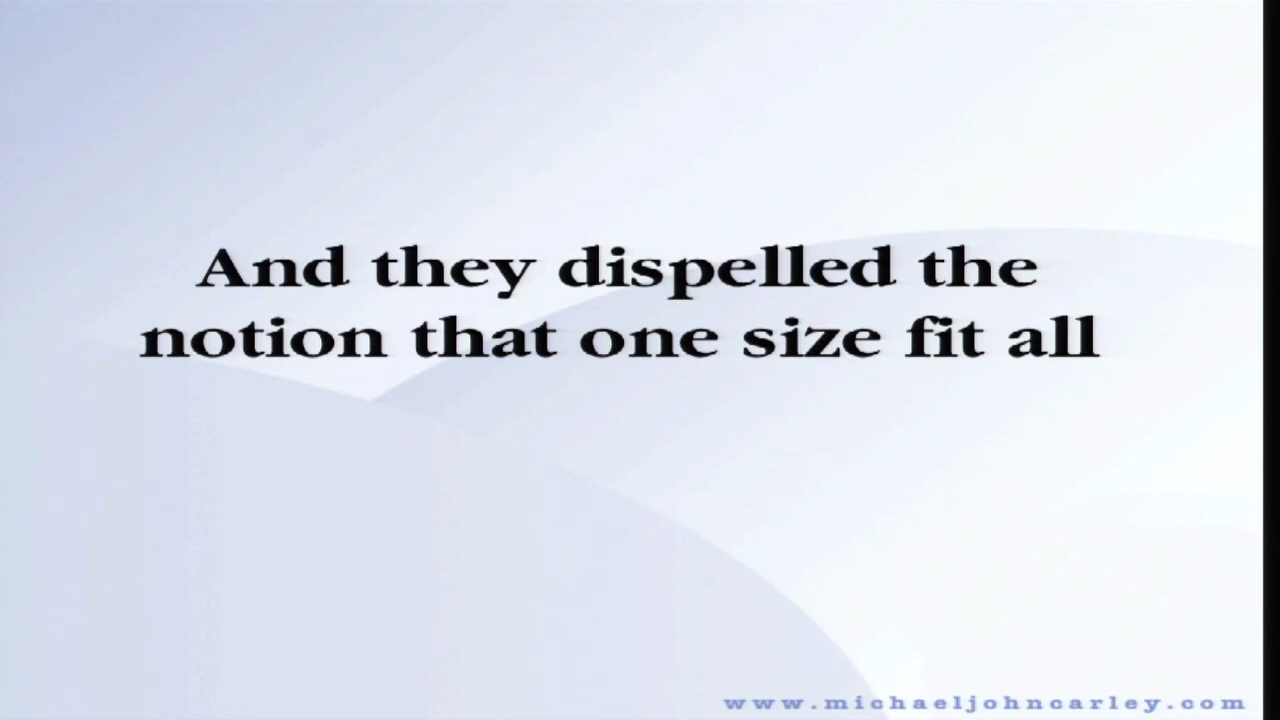 And they dispelled the
notion that one size fit all
www.michaeljohncarley.com